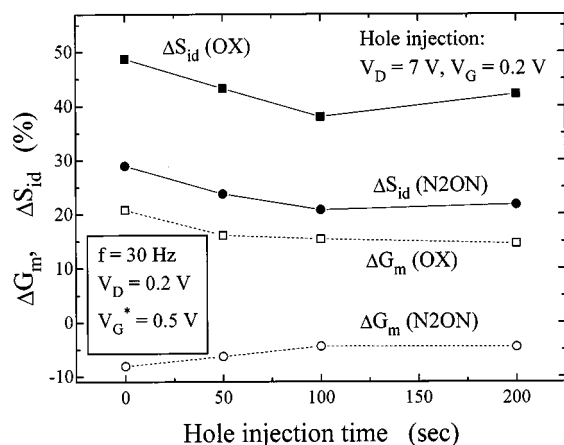 ΔS_id (OX)
Hole injection:
V_D = 7 V, V_G = 0.2 V
ΔS_id (N2ON)
ΔG_m (OX)
f = 30 Hz
V_D = 0.2 V
V_G* = 0.5 V
ΔG_m (N2ON)
ΔG_m, ΔS_id (%)
50
40
30
20
10
0
-10
0 50 100 150 200
Hole injection time (sec)